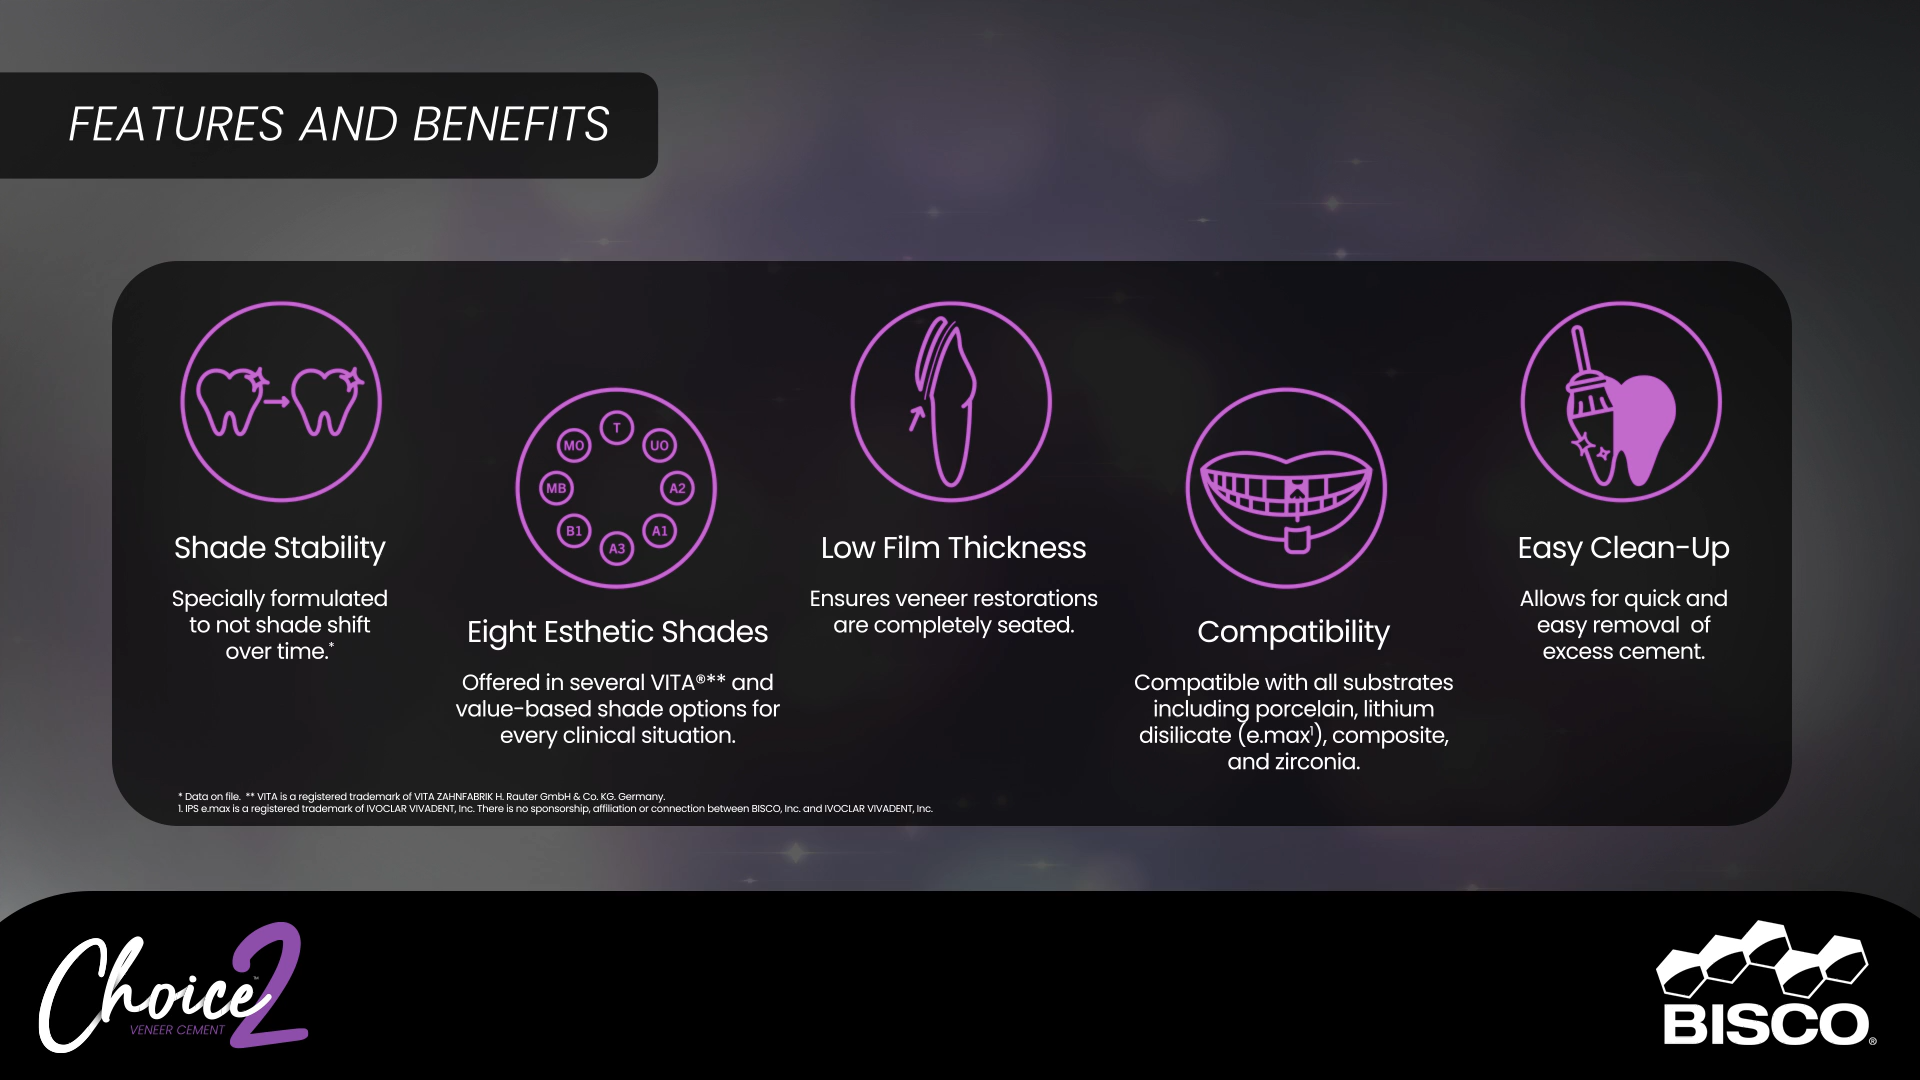 FEATURES AND BENEFITS
Shade Stability
Specially formulated
to not shade shift
over time.*
T
UO
A2
A1
A3
B1
MB
MO
Eight Esthetic Shades
Offered in several VITA®** and
value-based shade options for
every clinical situation.
Low Film Thickness
Ensures veneer restorations
are completely seated.
Compatibility
Compatible with all substrates
including porcelain, lithium
disilicate (e.max¹), composite,
and zirconia.
Easy Clean-Up
Allows for quick and
easy removal of
excess cement.
* Data on file. ** VITA is a registered trademark of VITA ZAHNFABRIK H. Rauter GmbH & Co. KG. Germany.
1. IPS e.max is a registered trademark of IVOCLAR VIVADENT, Inc. There is no sponsorship, affiliation or connection between BISCO, Inc. and IVOCLAR VIVADENT, Inc.
Choice 2™
VENEER CEMENT
BISCO®